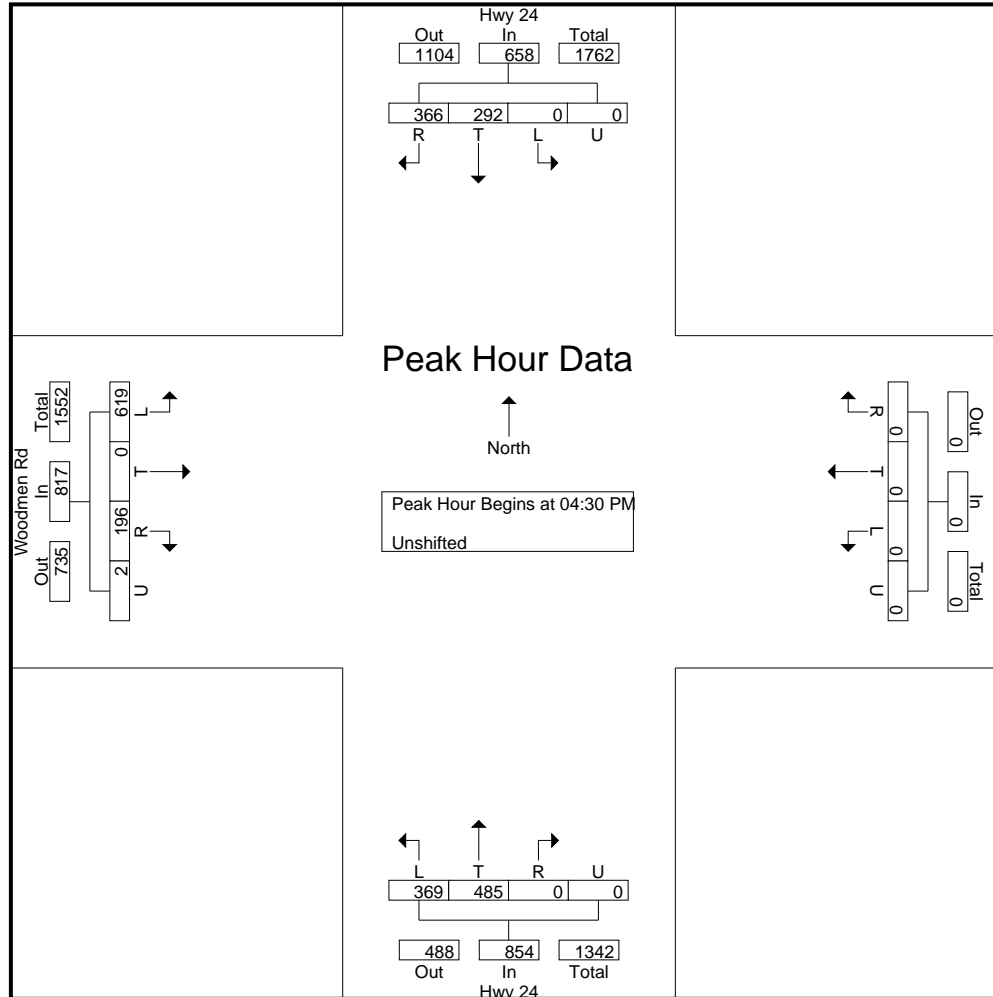 Hwy 24
Out In Total
1104 658 1762
366 292 0 0
R T L U
Peak Hour Data
North
Peak Hour Begins at 04:30 PM
Unshifted
Woodmen Rd
Total In Out
1552 817 735
619 0 196 2
L T R U
R T L U
0 0 0 0
Out In Total
0 0 0
L T R U
369 485 0 0
488 854 1342
Out In Total
Hwy 24